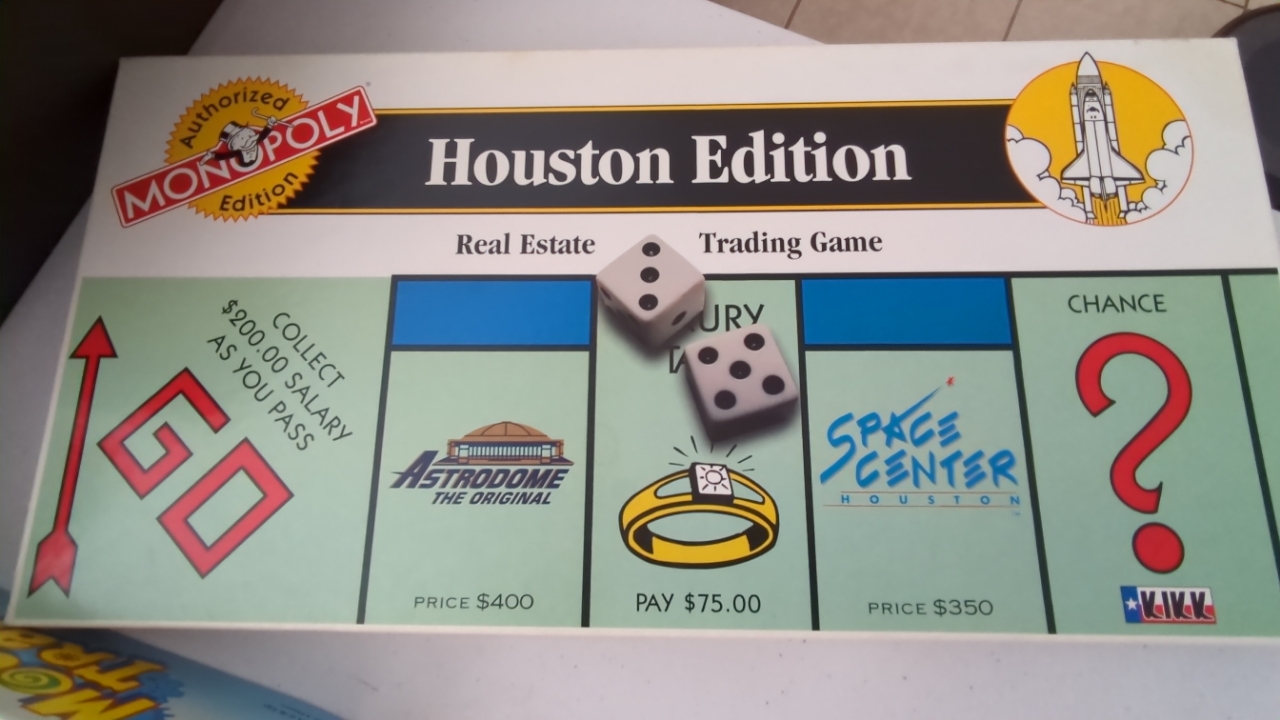 Authorized
MONOPOLY
Edition
Houston Edition
Real Estate Trading Game
COLLECT
$200.00 SALARY
AS YOU PASS
GO
ASTRODOME
THE ORIGINAL
PRICE $400
PAY $75.00
SPACE
CENTER
HOUSTON
PRICE $350
CHANCE
?
KIKK